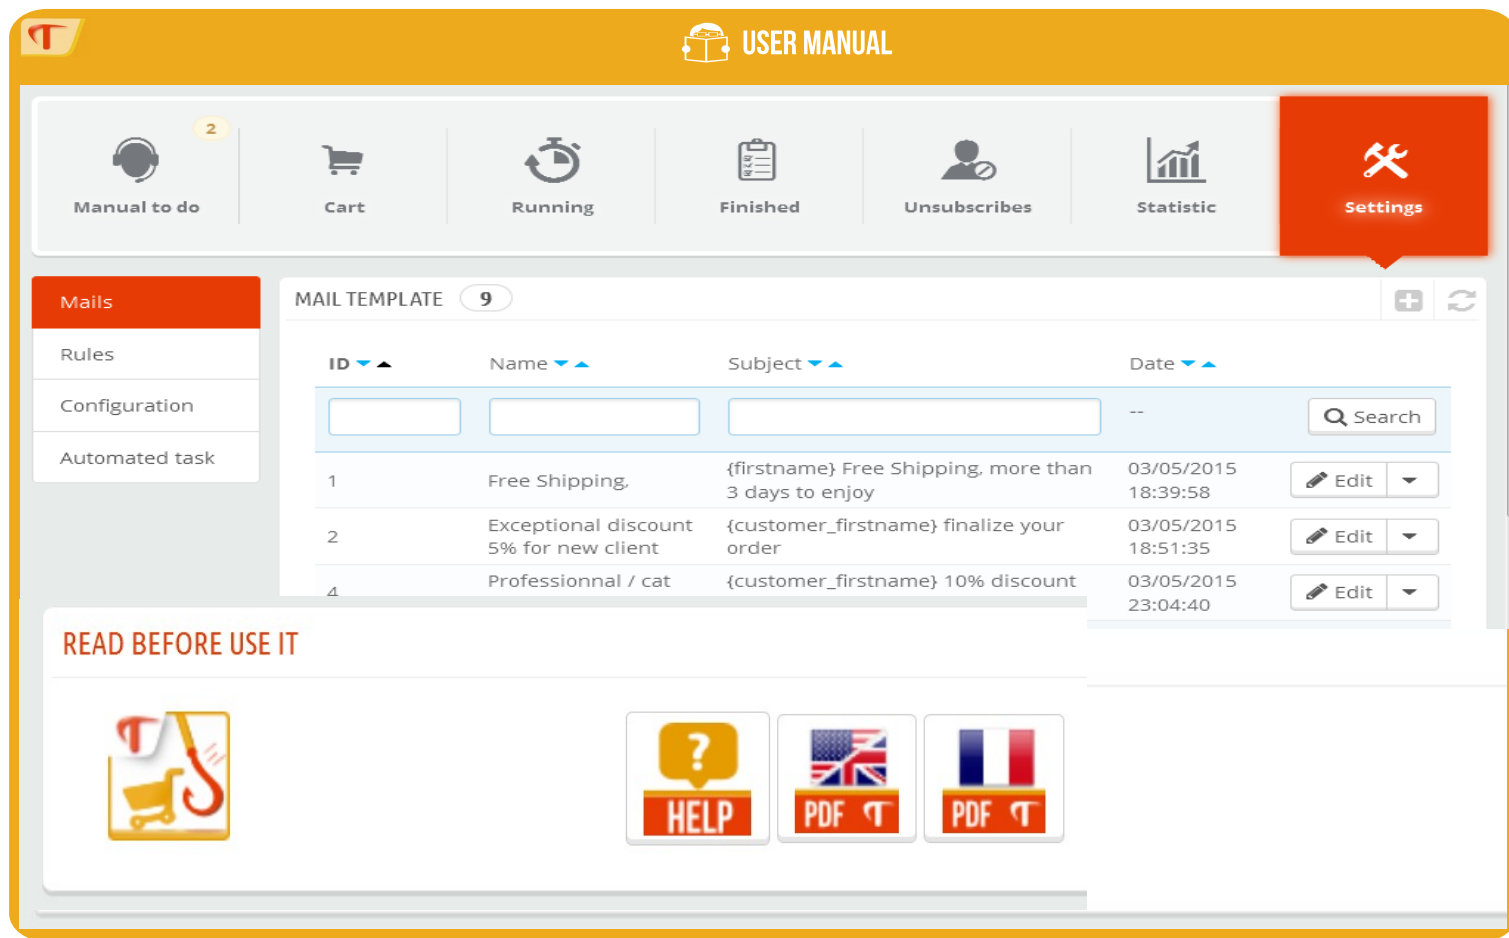 USER MANUAL
2
Manual to do
Cart
Running
Finished
Unsubscribes
Statistic
Settings
Mails
Rules
Configuration
Automated task
MAIL TEMPLATE 9
ID Name Subject Date
-- Search
1 Free Shipping, {firstname} Free Shipping, more than 03/05/2015 Edit
3 days to enjoy 18:39:58
2 Exceptional discount {customer_firstname} finalize your 03/05/2015 Edit
5% for new client order 18:51:35
4 Professionnal / cat {customer_firstname} 10% discount 03/05/2015 Edit
23:04:40
READ BEFORE USE IT
?
HELP
PDF
PDF